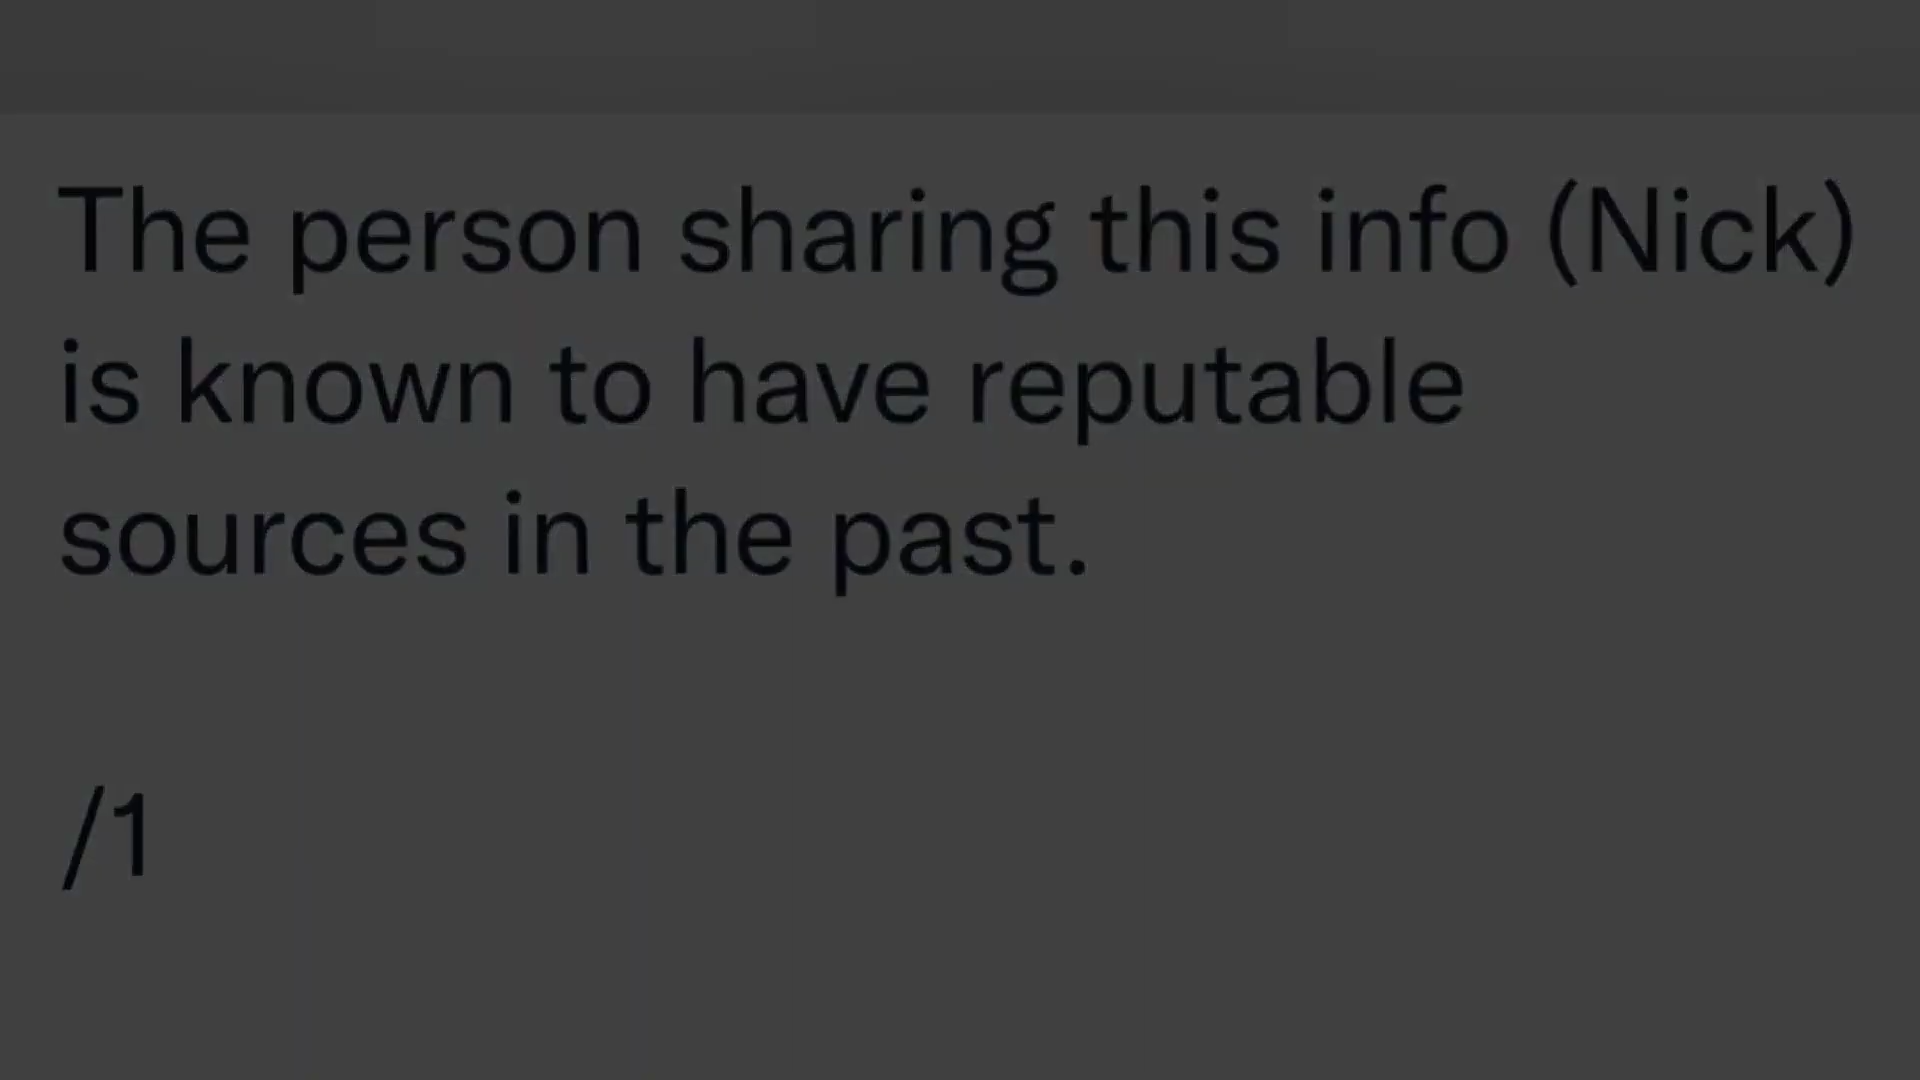 The person sharing this info (Nick)
is known to have reputable
sources in the past.
/1